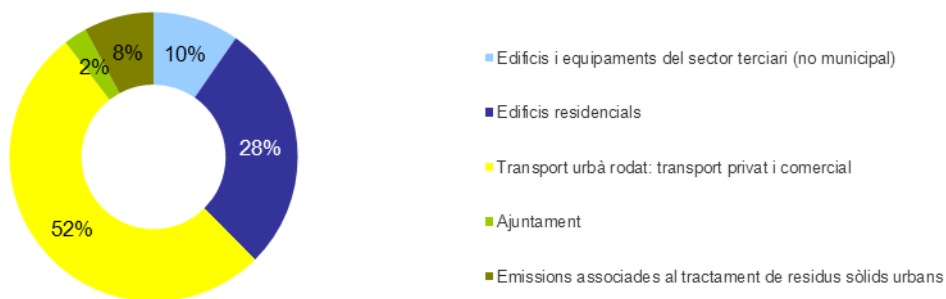 8%
10%
2%
28%
52%
Edificis i equipaments del sector terciari (no municipal)
Edificis residencials
Transport urbà rodat: transport privat i comercial
Ajuntament
Emissions associades al tractament de residus sòlids urbans